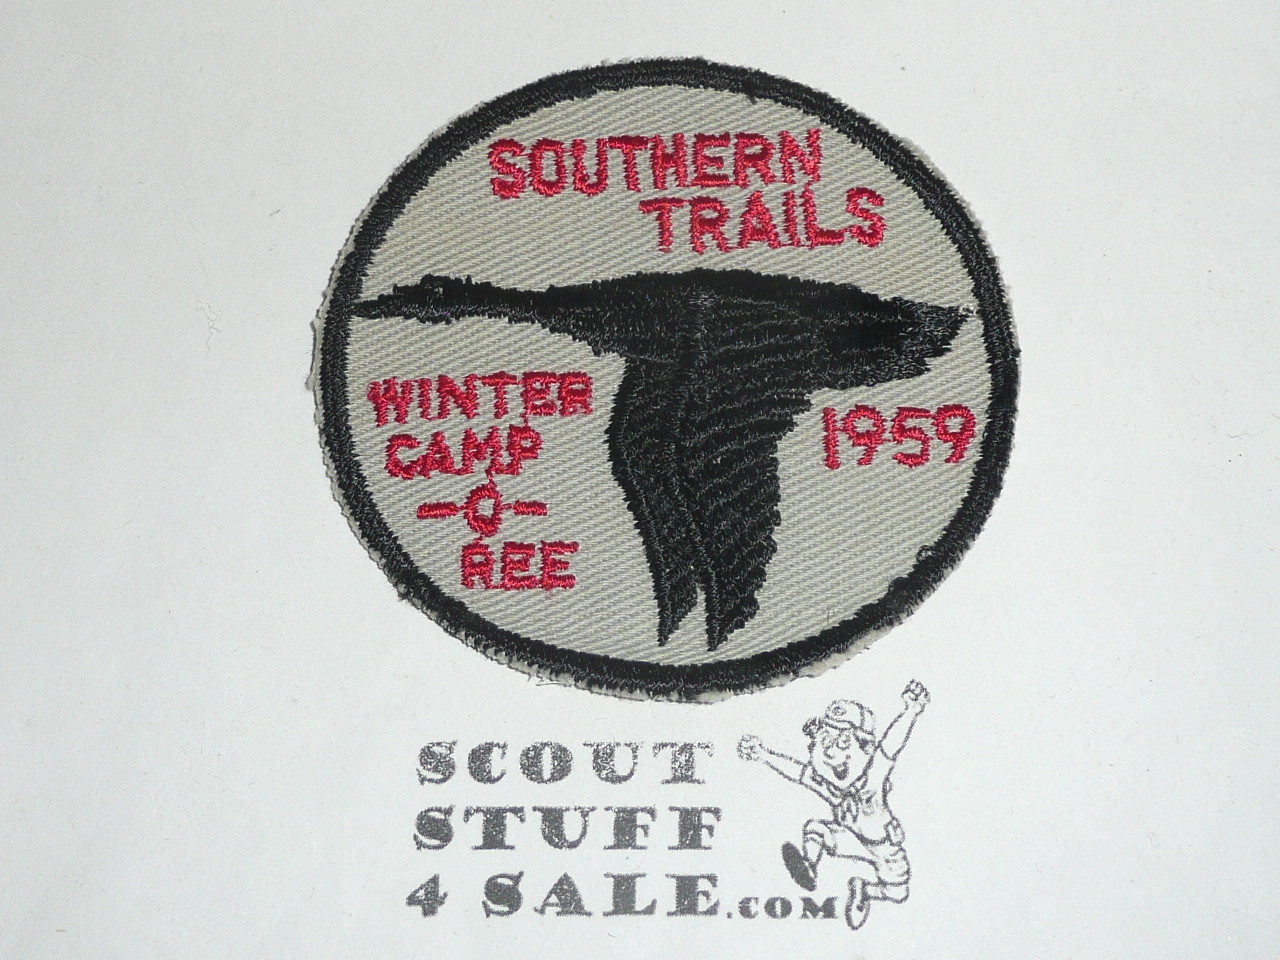 SOUTHERN
TRAILS
WINTER
CAMP
-O-
REE
1959
SCOUT
STUFF
4 SALE.COM